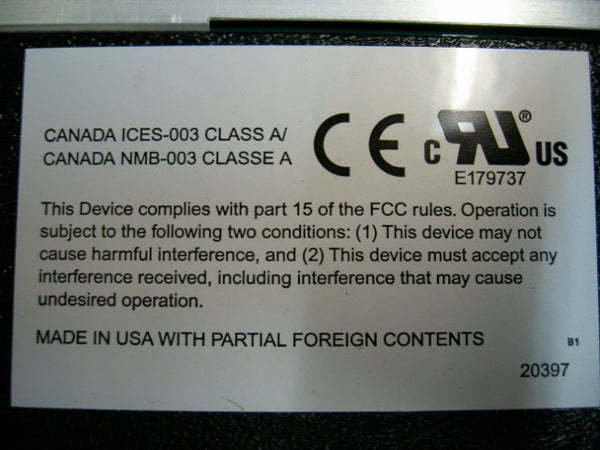 CANADA ICES-003 CLASS A/
CANADA NMB-003 CLASSE A
CE
c RU® US
E179737
This Device complies with part 15 of the FCC rules. Operation is
subject to the following two conditions: (1) This device may not
cause harmful interference, and (2) This device must accept any
interference received, including interference that may cause
undesired operation.
MADE IN USA WITH PARTIAL FOREIGN CONTENTS
B1
20397